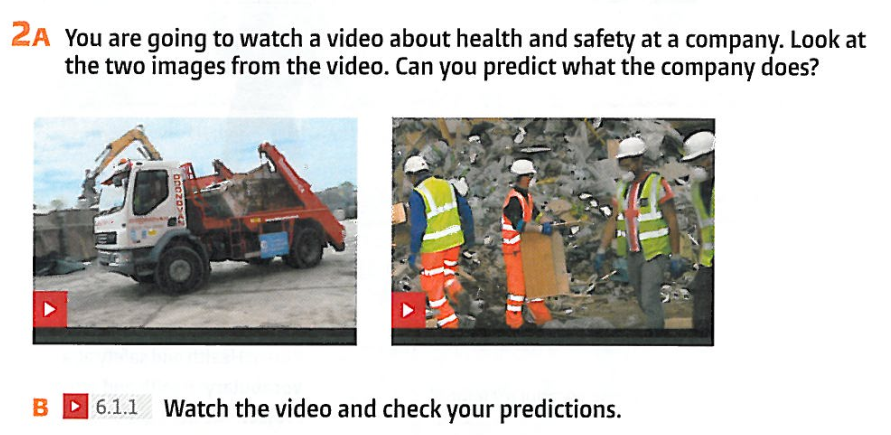 2A You are going to watch a video about health and safety at a company. Look at
the two images from the video. Can you predict what the company does?
DONOVAN
B 6.1.1 Watch the video and check your predictions.